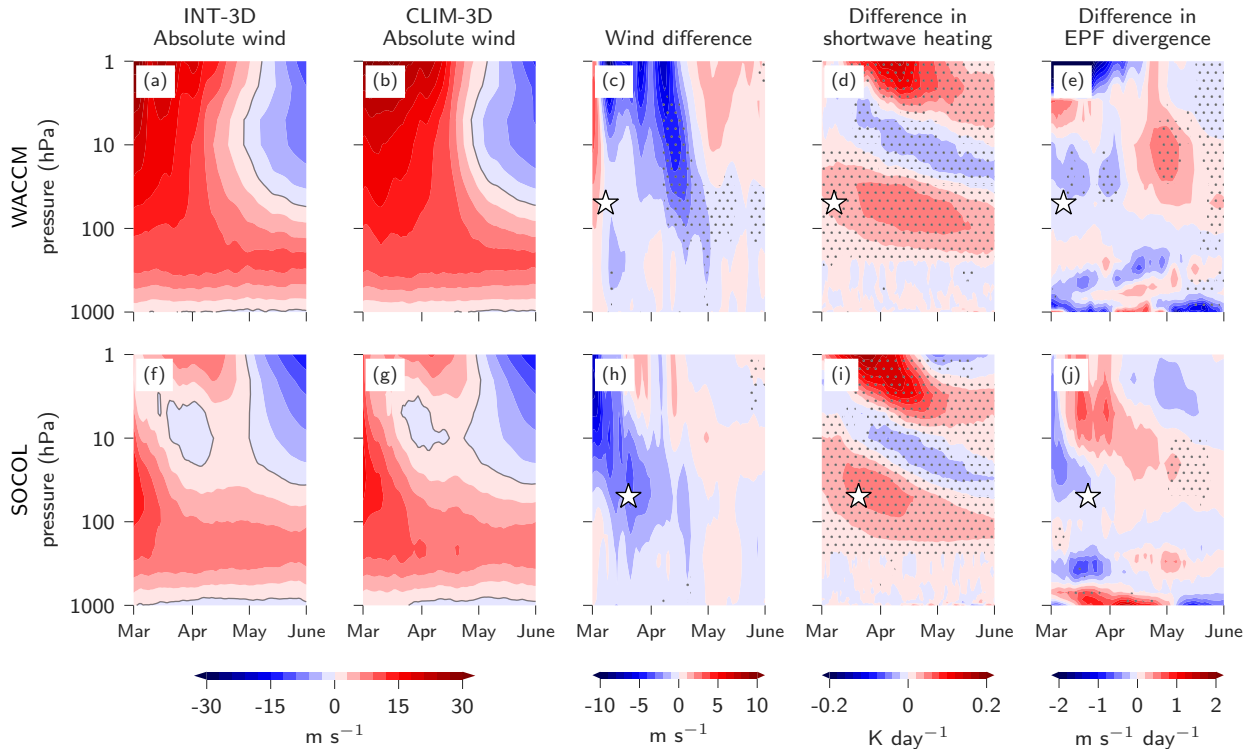 INT-3D
Absolute wind
CLIM-3D
Absolute wind
Wind difference
Difference in
shortwave heating
Difference in
EPF divergence
WACCM
pressure (hPa)
1
10
100
1000
(a)
(b)
(c)
(d)
(e)
SOCOL
pressure (hPa)
1
10
100
1000
(f)
(g)
(h)
(i)
(j)
Mar Apr May June
Mar Apr May June
Mar Apr May June
Mar Apr May June
Mar Apr May June
-30 -15 0 15 30
m s⁻¹
-10 -5 0 5 10
m s⁻¹
-0.2 0 0.2
K day⁻¹
-2 -1 0 1 2
m s⁻¹ day⁻¹